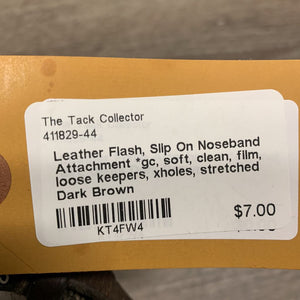 The Tack Collector
411829-44
Leather Flash, Slip On Noseband
Attachment *gc, soft, clean, film,
loose keepers, xholes, stretched
Dark Brown
$7.00
KT4FW4